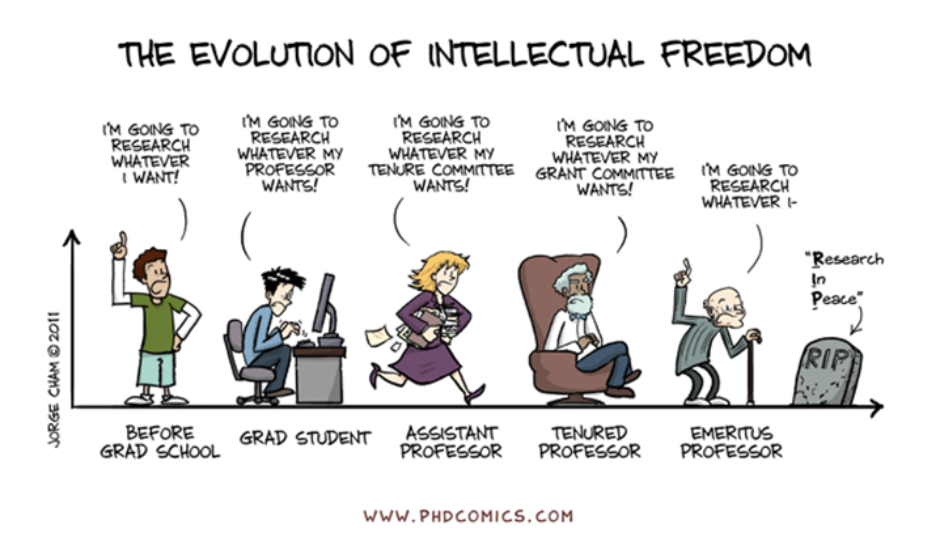 THE EVOLUTION OF INTELLECTUAL FREEDOM
I'M GOING TO
RESEARCH
WHATEVER
I WANT!
I'M GOING TO
RESEARCH
WHATEVER MY
PROFESSOR
WANTS!
I'M GOING TO
RESEARCH
WHATEVER MY
TENURE COMMITTEE
WANTS!
I'M GOING TO
RESEARCH
WHATEVER MY
GRANT COMMITTEE
WANTS!
I'M GOING TO
RESEARCH
WHATEVER I-
"Research
In
Peace"
RIP
JORGE CHAM © 2011
BEFORE
GRAD SCHOOL
GRAD STUDENT
ASSISTANT
PROFESSOR
TENURED
PROFESSOR
EMERITUS
PROFESSOR
WWW.PHDCOMICS.COM